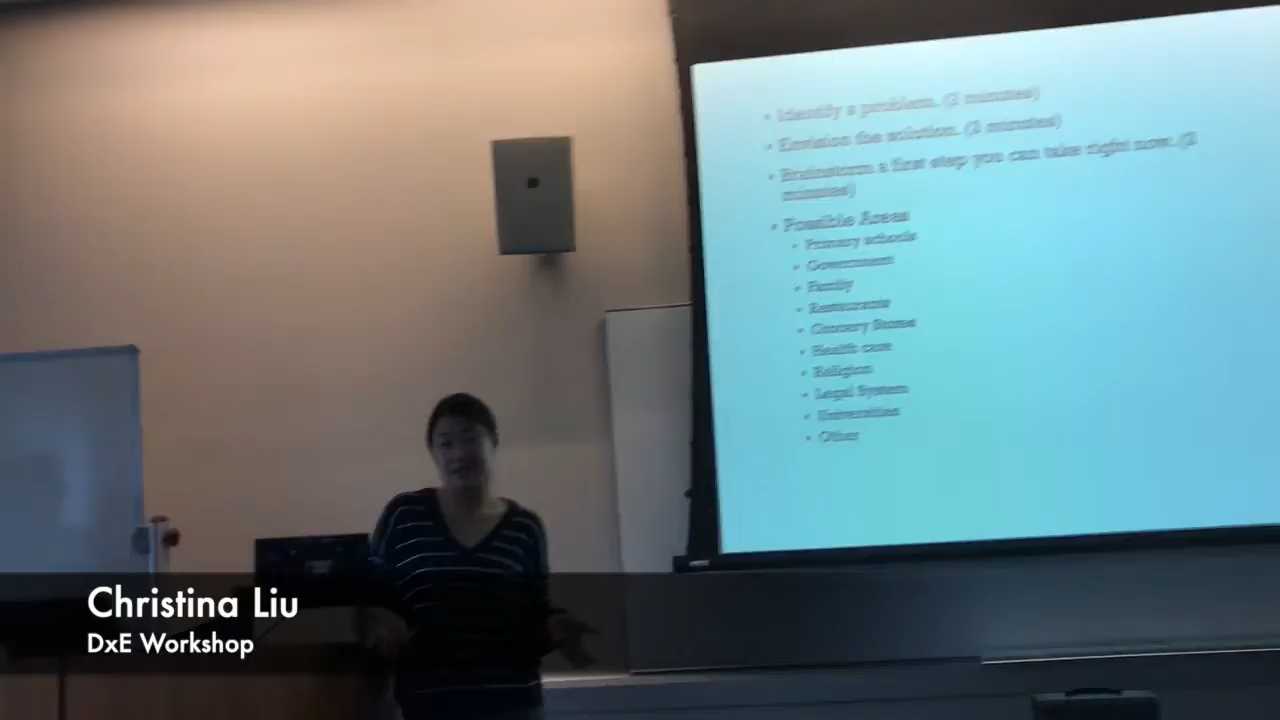 • Identify a problem. (2 minutes)
• Envision the solution. (2 minutes)
• Brainstorm a first step you can take right now. (2
minutes)
• Possible Areas
• Primary schools
• Government
• Family
• Restaurants
• Grocery Stores
• Health care
• Religion
• Legal System
• Universities
• Other
Christina Liu
DxE Workshop